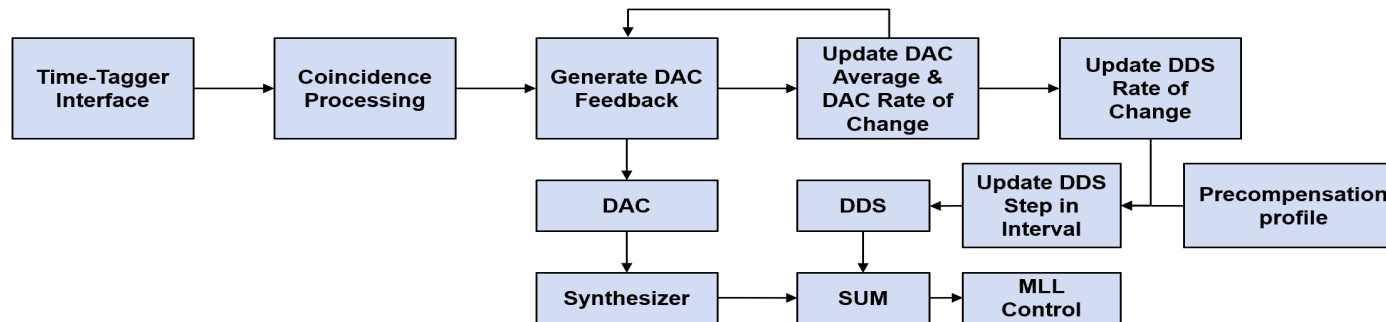 Time-Tagger
Interface
Coincidence
Processing
Generate DAC
Feedback
Update DAC
Average &
DAC Rate of
Change
Update DDS
Rate of
Change
DAC
DDS
Update DDS
Step in
Interval
Precompensation
profile
Synthesizer
SUM
MLL
Control